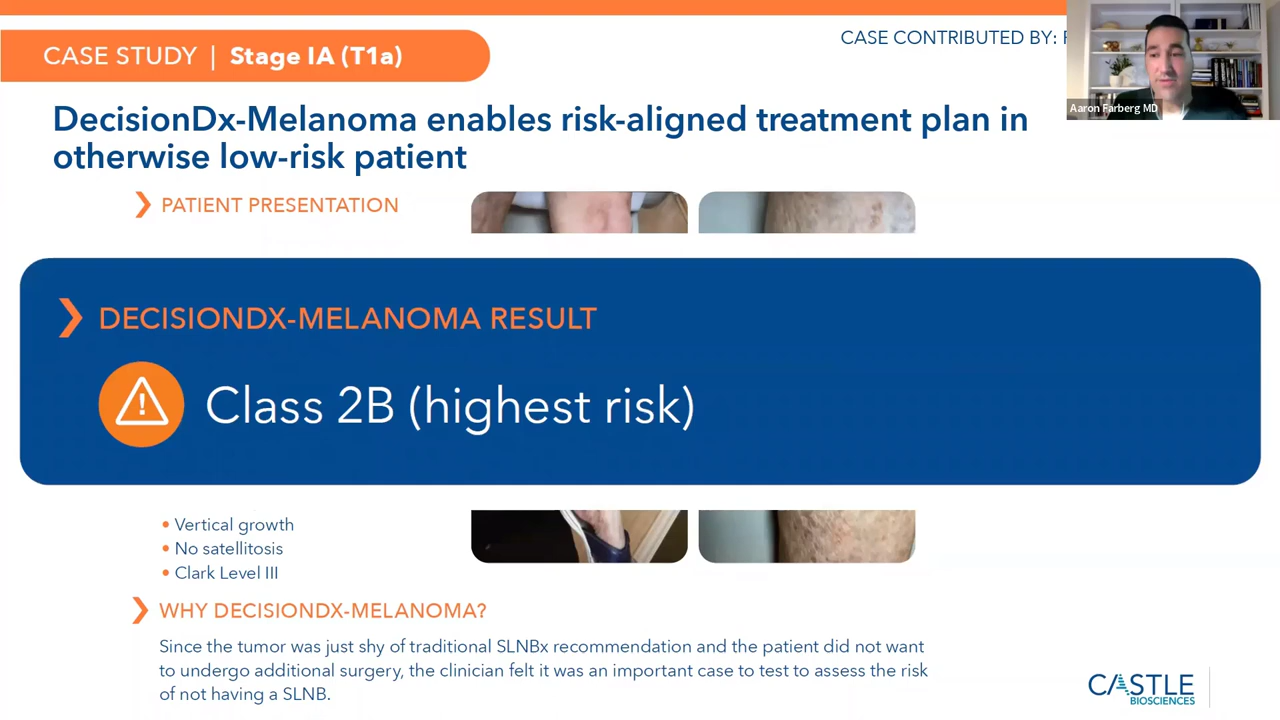 CASE STUDY | Stage IA (T1a)
CASE CONTRIBUTED BY:
Aaron Farberg MD
DecisionDx-Melanoma enables risk-aligned treatment plan in
otherwise low-risk patient
PATIENT PRESENTATION
DECISIONDX-MELANOMA RESULT
Class 2B (highest risk)
• Vertical growth
• No satellitosis
• Clark Level III
WHY DECISIONDX-MELANOMA?
Since the tumor was just shy of traditional SLNBx recommendation and the patient did not want
to undergo additional surgery, the clinician felt it was an important case to test to assess the risk
of not having a SLNB.
CASTLE
BIOSCIENCES